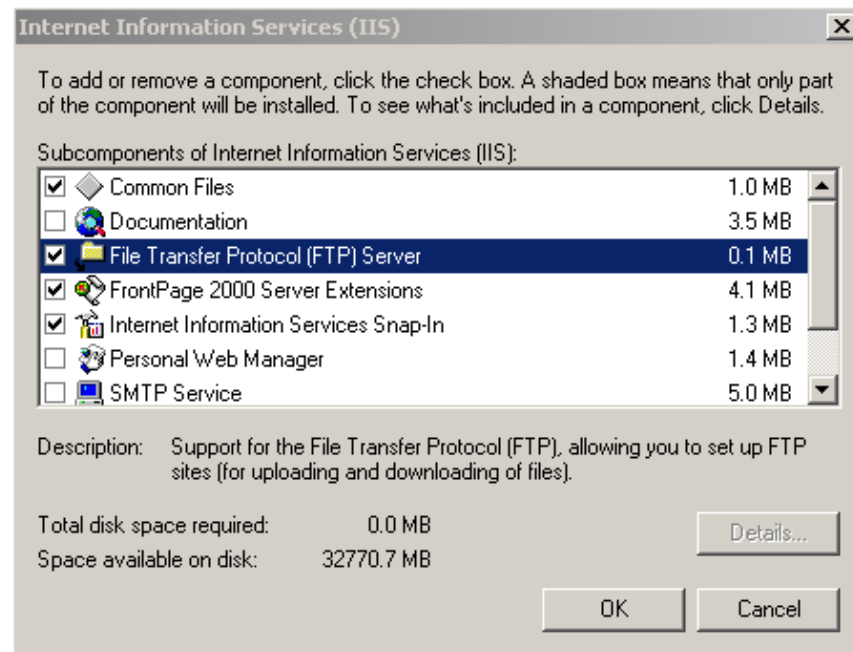 Internet Information Services (IIS)
To add or remove a component, click the check box. A shaded box means that only part
of the component will be installed. To see what's included in a component, click Details.
Subcomponents of Internet Information Services (IIS):
Common Files 1.0 MB
Documentation 3.5 MB
File Transfer Protocol (FTP) Server 0.1 MB
FrontPage 2000 Server Extensions 4.1 MB
Internet Information Services Snap-In 1.3 MB
Personal Web Manager 1.4 MB
SMTP Service 5.0 MB
Description: Support for the File Transfer Protocol (FTP), allowing you to set up FTP
sites (for uploading and downloading of files).
Total disk space required: 0.0 MB
Space available on disk: 32770.7 MB
Details...
OK Cancel